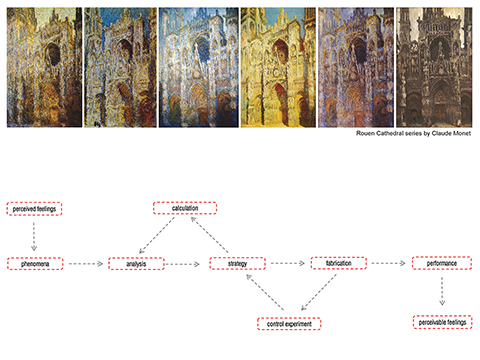 Rouen Cathedral series by Claude Monet
perceived feelings
calculation
phenomena
analysis
strategy
fabrication
performance
control experiment
perceivable feelings